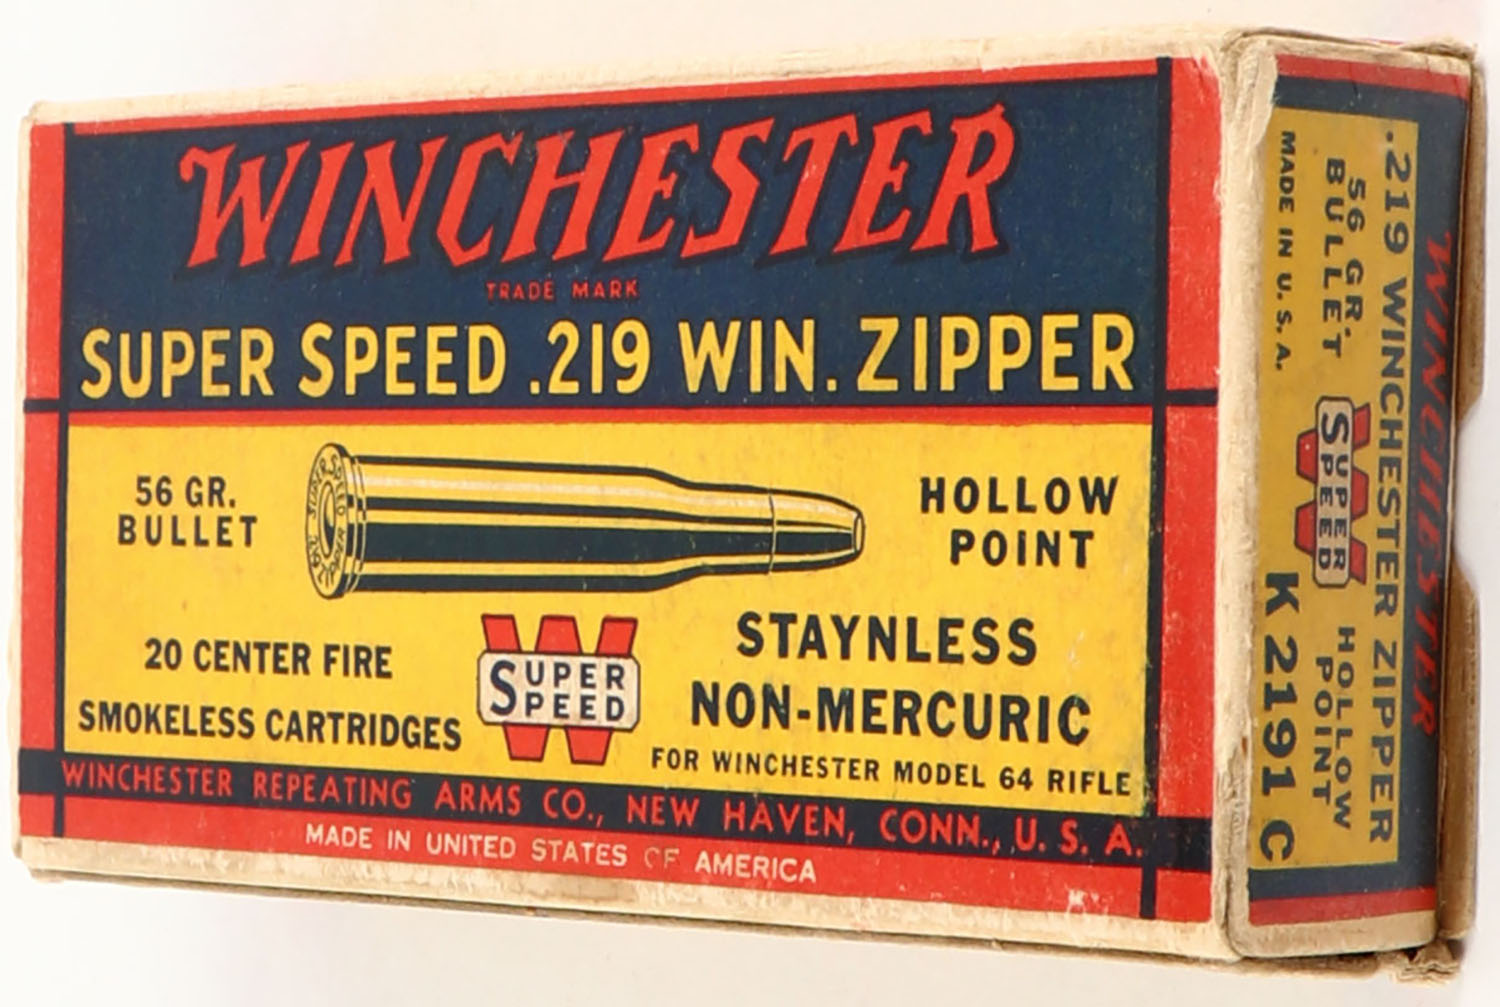 WINCHESTER
TRADE MARK
SUPER SPEED .219 WIN. ZIPPER
56 GR.
BULLET
HOLLOW
POINT
20 CENTER FIRE
SMOKELESS CARTRIDGES
SUPER
SPEED
W
STAYNLESS
NON-MERCURIC
FOR WINCHESTER MODEL 64 RIFLE
WINCHESTER REPEATING ARMS CO., NEW HAVEN, CONN., U. S. A.
MADE IN UNITED STATES OF AMERICA
WINCHESTER
.219 WINCHESTER ZIPPER
56 GR.
BULLET
SUPER
SPEED
W
HOLLOW
POINT
MADE IN U. S. A.
K 2191 C